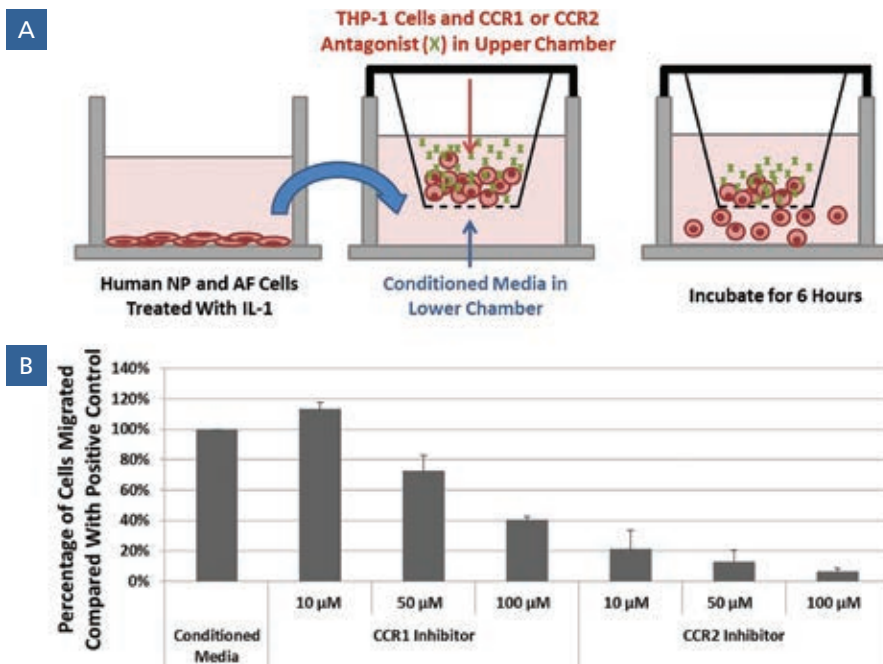 A
THP-1 Cells and CCR1 or CCR2
Antagonist (X) in Upper Chamber
Human NP and AF Cells
Treated With IL-1
Conditioned Media in
Lower Chamber
Incubate for 6 Hours
B
Percentage of Cells Migrated
Compared With Positive Control
140%
120%
100%
80%
60%
40%
20%
0%
10 µM
50 µM
100 µM
10 µM
50 µM
100 µM
Conditioned
Media
CCR1 Inhibitor
CCR2 Inhibitor